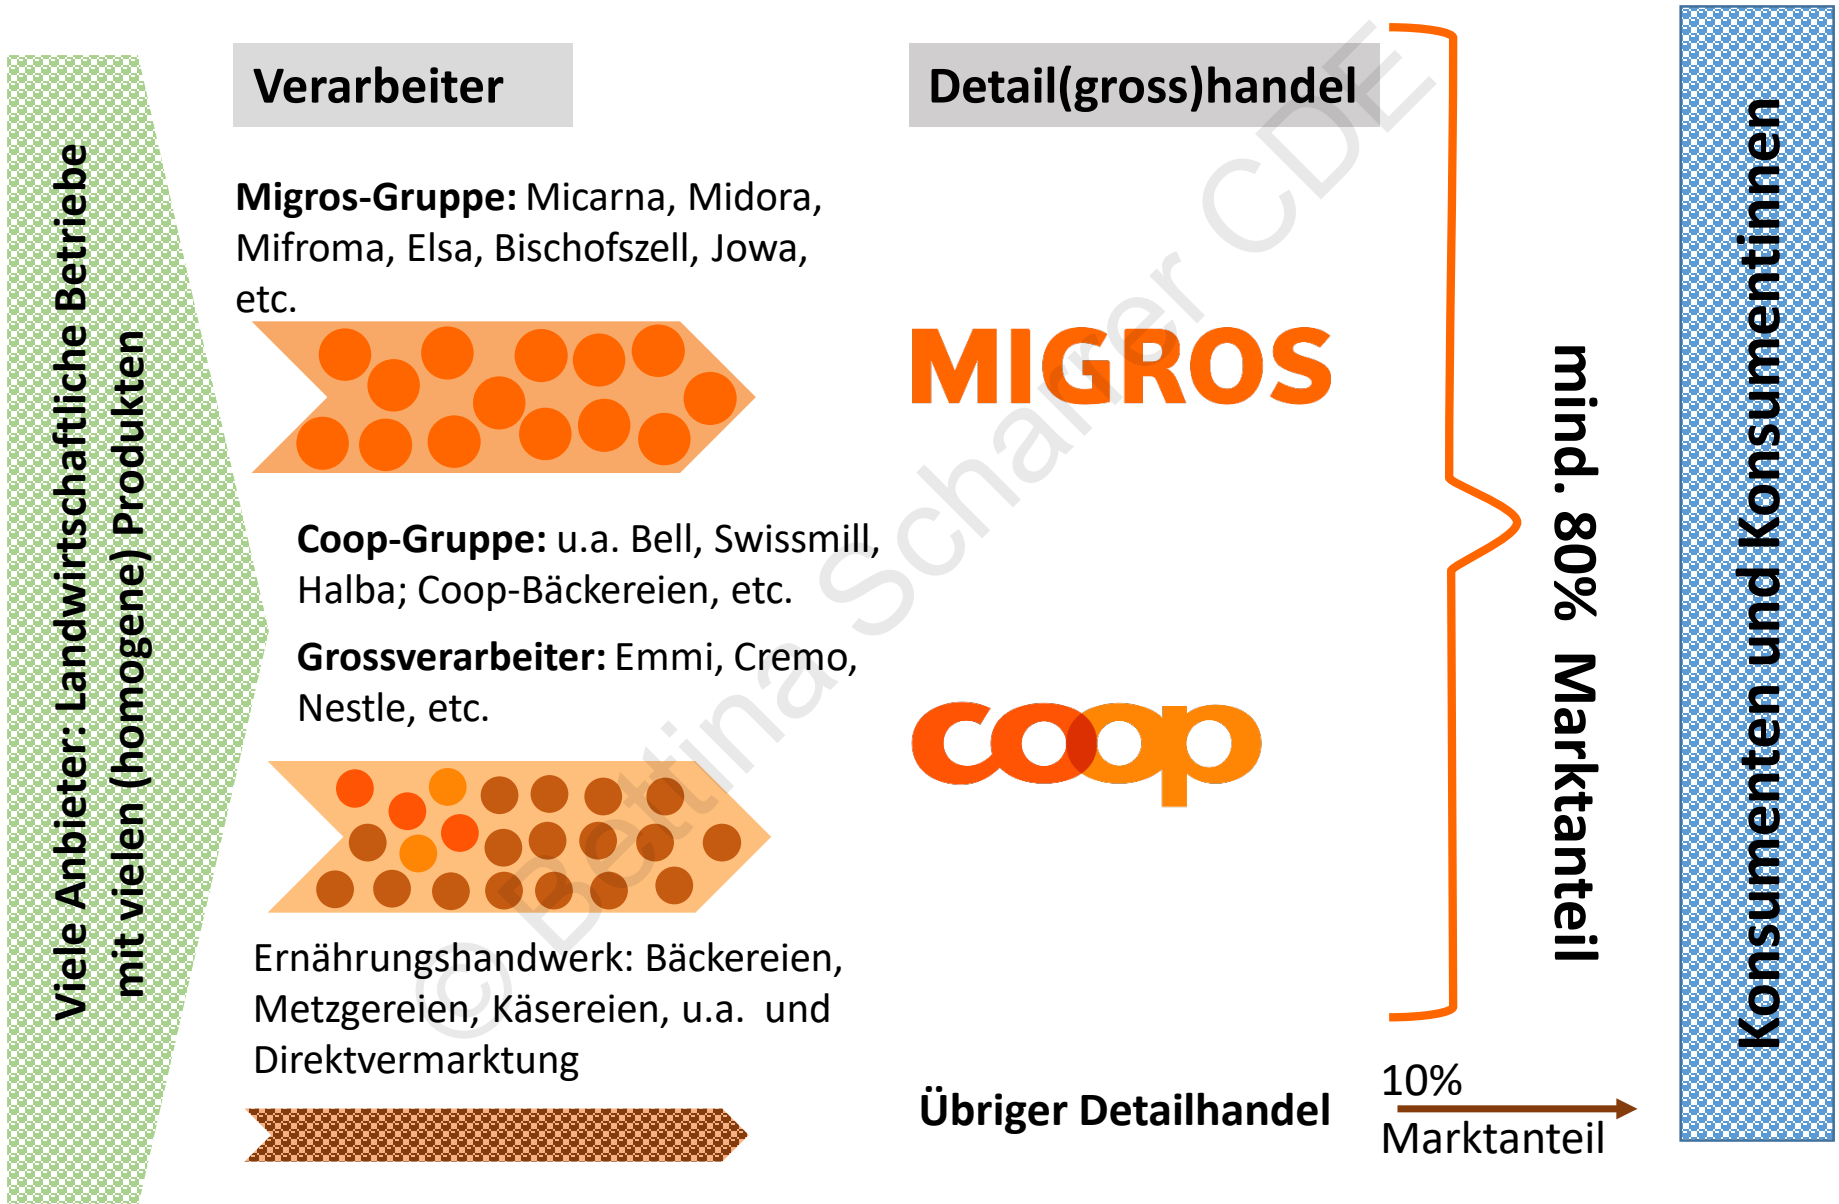 Viele Anbieter: Landwirtschaftliche Betriebe
mit vielen (homogene) Produkten
Verarbeiter
Migros-Gruppe: Micarna, Midora,
Mifroma, Elsa, Bischofszell, Jowa,
etc.
Coop-Gruppe: u.a. Bell, Swissmill,
Halba; Coop-Bäckereien, etc.
Grossverarbeiter: Emmi, Cremo,
Nestle, etc.
Ernährungshandwerk: Bäckereien,
Metzgereien, Käsereien, u.a. und
Direktvermarktung
Detail(gross)handel
MIGROS
coop
Übriger Detailhandel
mind. 80% Marktanteil
10%
Marktanteil
Konsumenten und Konsumentinnen
© Bettina Scharrer CDE